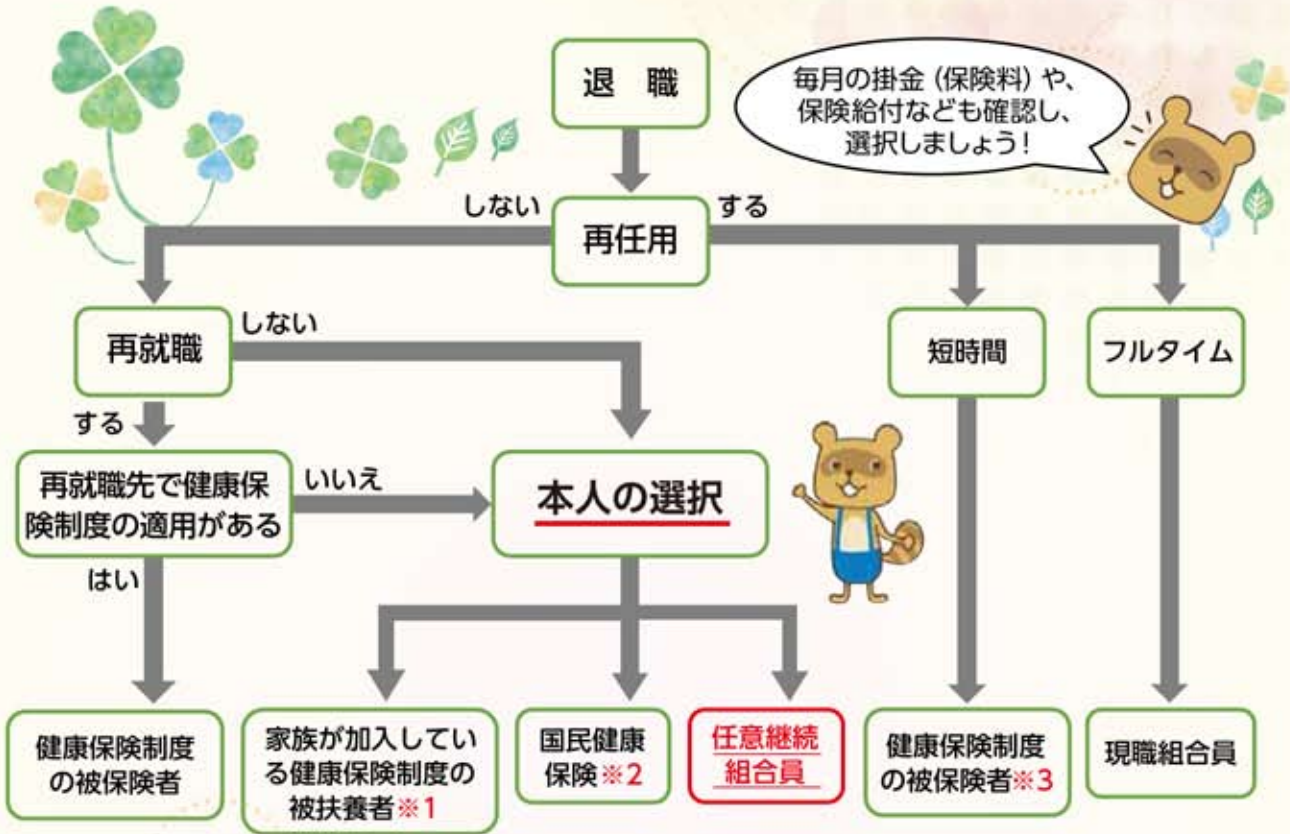 退　職
毎月の掛金（保険料）や、
保険給付なども確認し、
選択しましょう！
しない
する
再任用
再就職
しない
短時間
フルタイム
する
再就職先で健康保
険制度の適用がある
いいえ
本人の選択
はい
健康保険制度
の被保険者
家族が加入してい
る健康保険制度の
被扶養者※1
国民健康
保険※2
任意継続
組合員
健康保険制度
の被保険者※3
現職組合員